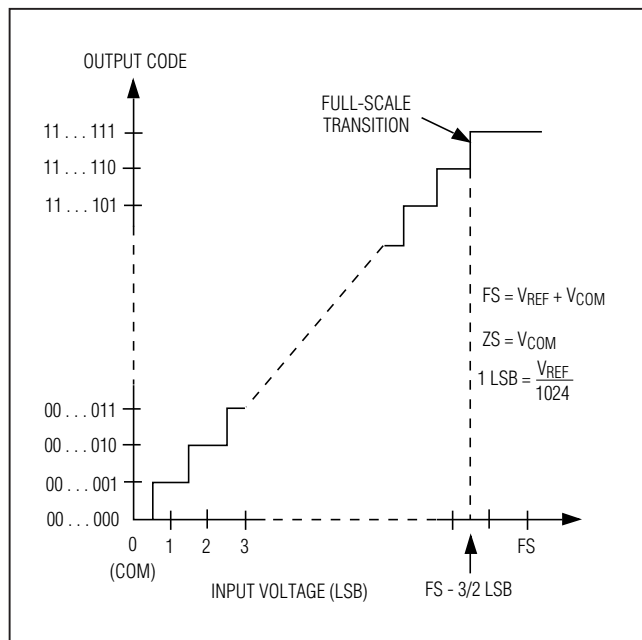 OUTPUT CODE
FULL-SCALE
TRANSITION
11 . . . 111
11 . . . 110
11 . . . 101
FS = VREF + VCOM
ZS = VCOM
1 LSB = VREF
1024
00 . . . 011
00 . . . 010
00 . . . 001
00 . . . 000
0 1 2 3 FS
(COM)
INPUT VOLTAGE (LSB)
FS - 3/2 LSB